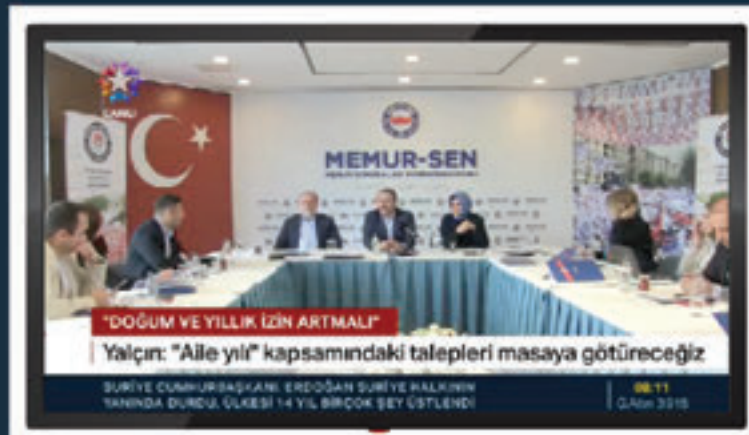 CANLI
MEMUR-SEN
"DOĞUM VE YILLIK İZİN ARTMALI"
Yalçın: "Aile yılı" kapsamındaki talepleri masaya götüreceğiz
SURİYE CUMHURBAŞKANI: ERDOĞAN SURİYE HALKININ
YANINDA DURDU, ÜLKESİ 14 YIL BİRÇOK ŞEY ÜSTLENDİ
08:11